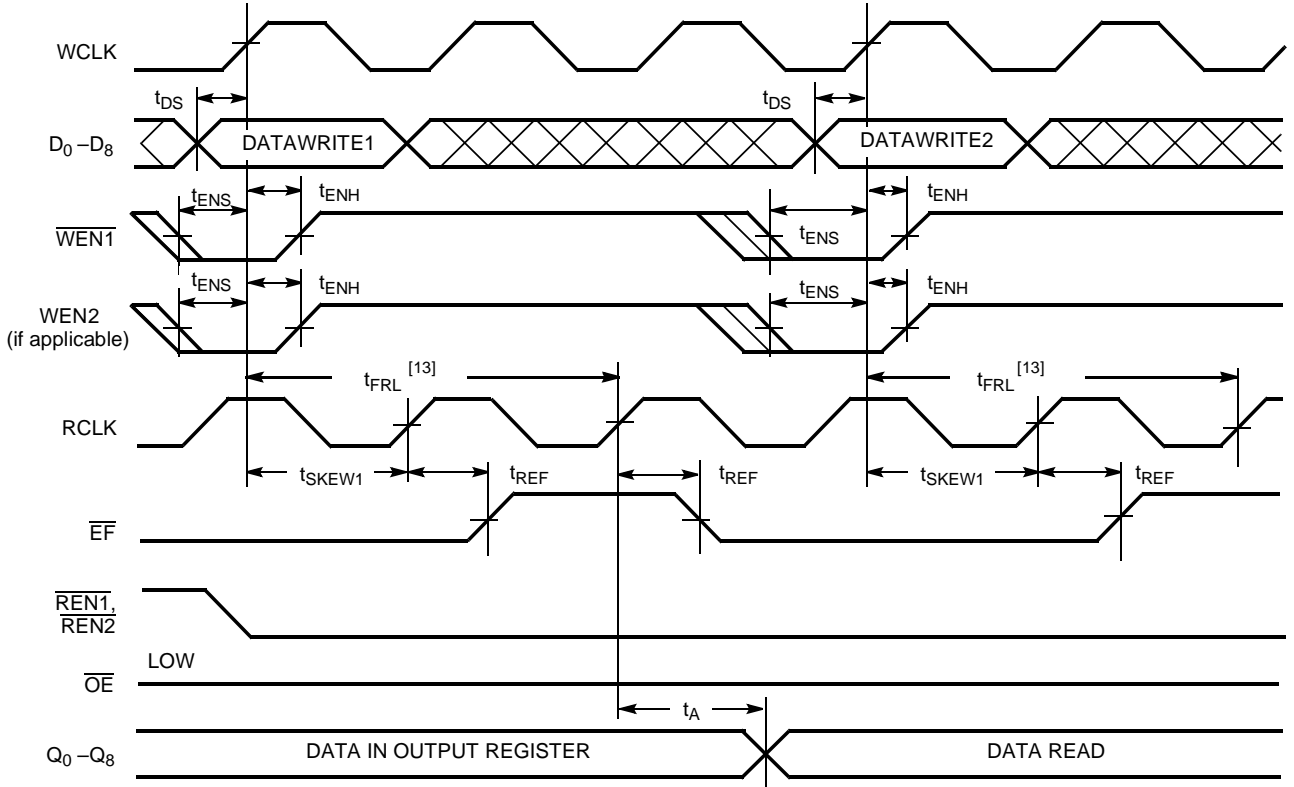 WCLK
tDS
tDS
D0 –D8
DATAWRITE1
DATAWRITE2
tENS
tENH
tENH
WEN1
tENS
tENS
tENH
tENH
WEN2
(if applicable)
tENS
tFRL [13]
tFRL [13]
RCLK
tSKEW1
tREF
tREF
tSKEW1
tREF
EF
REN1,
REN2
LOW
OE
tA
Q0 –Q8
DATA IN OUTPUT REGISTER
DATA READ